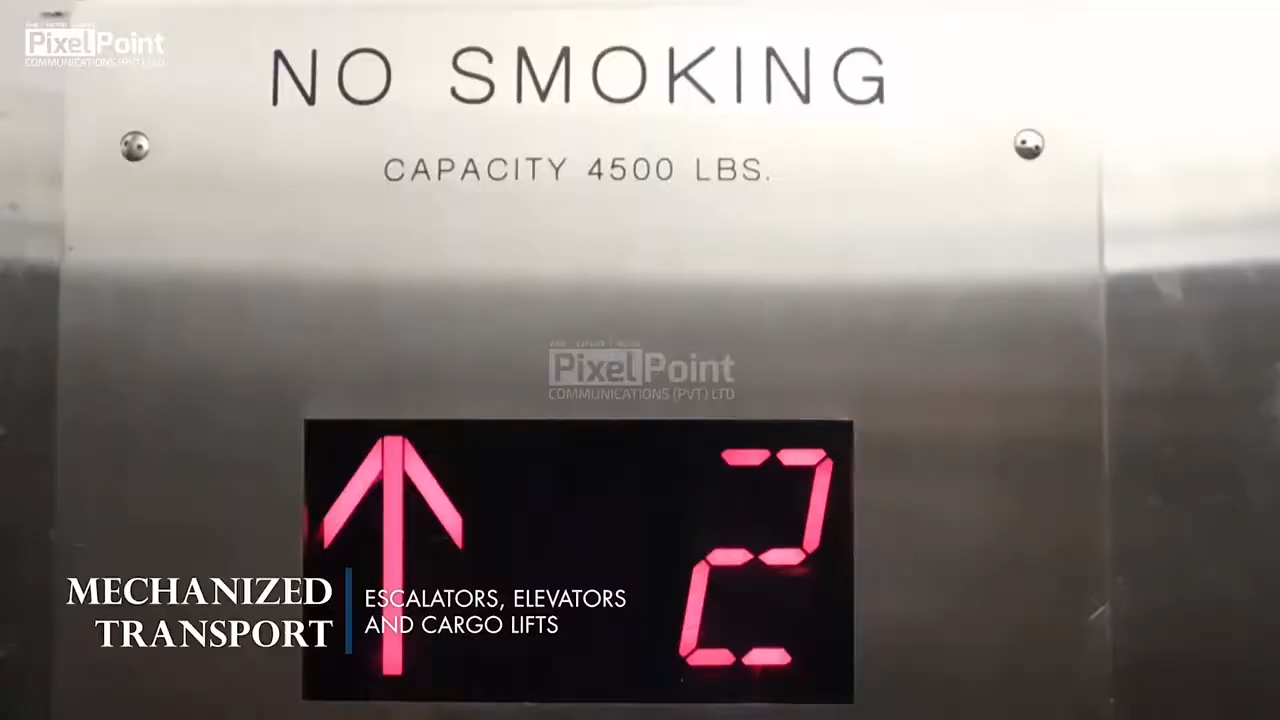 PixelPoint
COMMUNICATIONS (PVT) LTD
NO SMOKING
CAPACITY 4500 LBS.
PixelPoint
COMMUNICATIONS (PVT) LTD
2
MECHANIZED
TRANSPORT
ESCALATORS, ELEVATORS
AND CARGO LIFTS